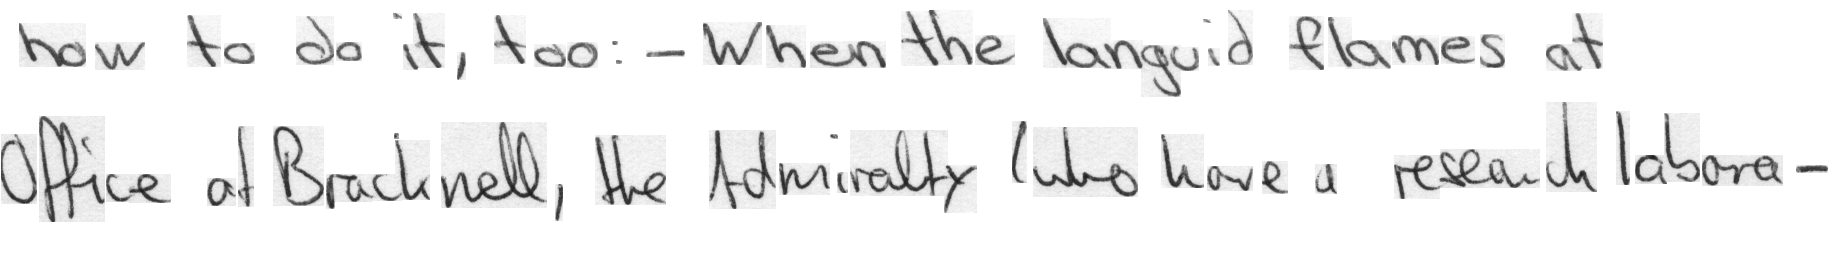 how to do it, too: - When the languid flames at
Office at Bracknell, the Admiralty (who have a research labora-